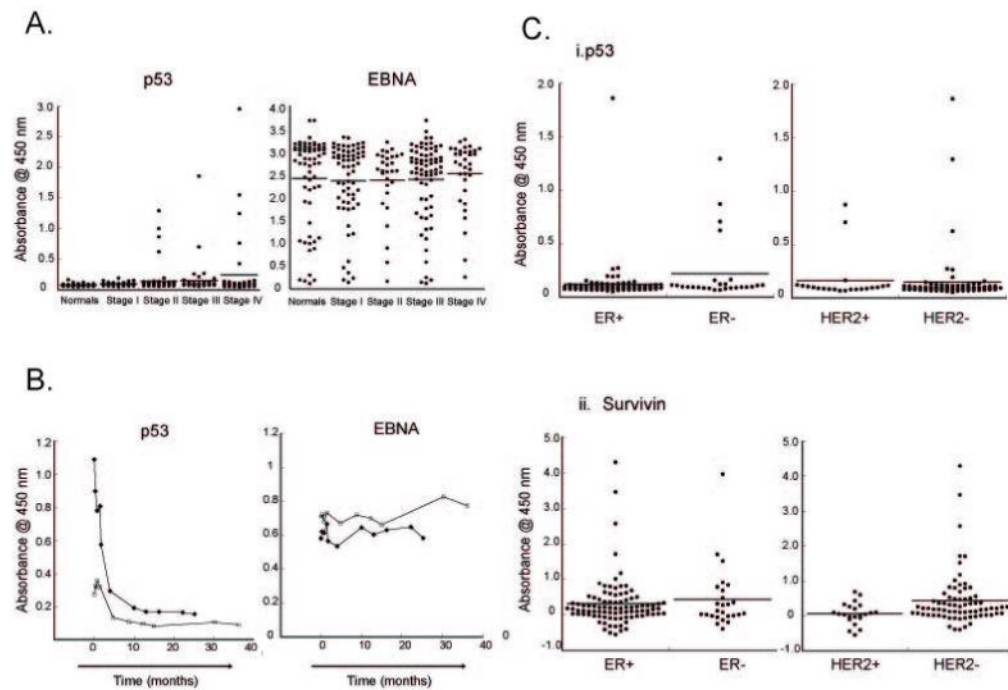 A.
p53
EBNA
Absorbance @ 450 nm
3.0
2.5
2.0
1.5
1.0
0.5
0
Normals Stage I Stage II Stage III Stage IV
4.0
3.5
3.0
2.5
2.0
1.5
1.0
0.5
0
Normals Stage I Stage II Stage III Stage IV
B.
p53
EBNA
Absorbance @ 450 nm
1.2
1
0.8
0.6
0.4
0.2
0 10 20 30 40
Time (months)
1.2
1
0.8
0.6
0.4
0.2
0
0 10 20 30 40
Time (months)
0
C.
i.p53
Absorbance @ 450 nm
2.0
1.5
1.0
0.5
0
ER+ ER-
2.0
1.5
1.0
0.5
0
HER2+ HER2-
ii. Survivin
Absorbance @ 450 nm
5.0
4.0
3.0
2.0
1.0
0
-1.0
ER+ ER-
5.0
4.0
3.0
2.0
1.0
0
-1.0
HER2+ HER2-